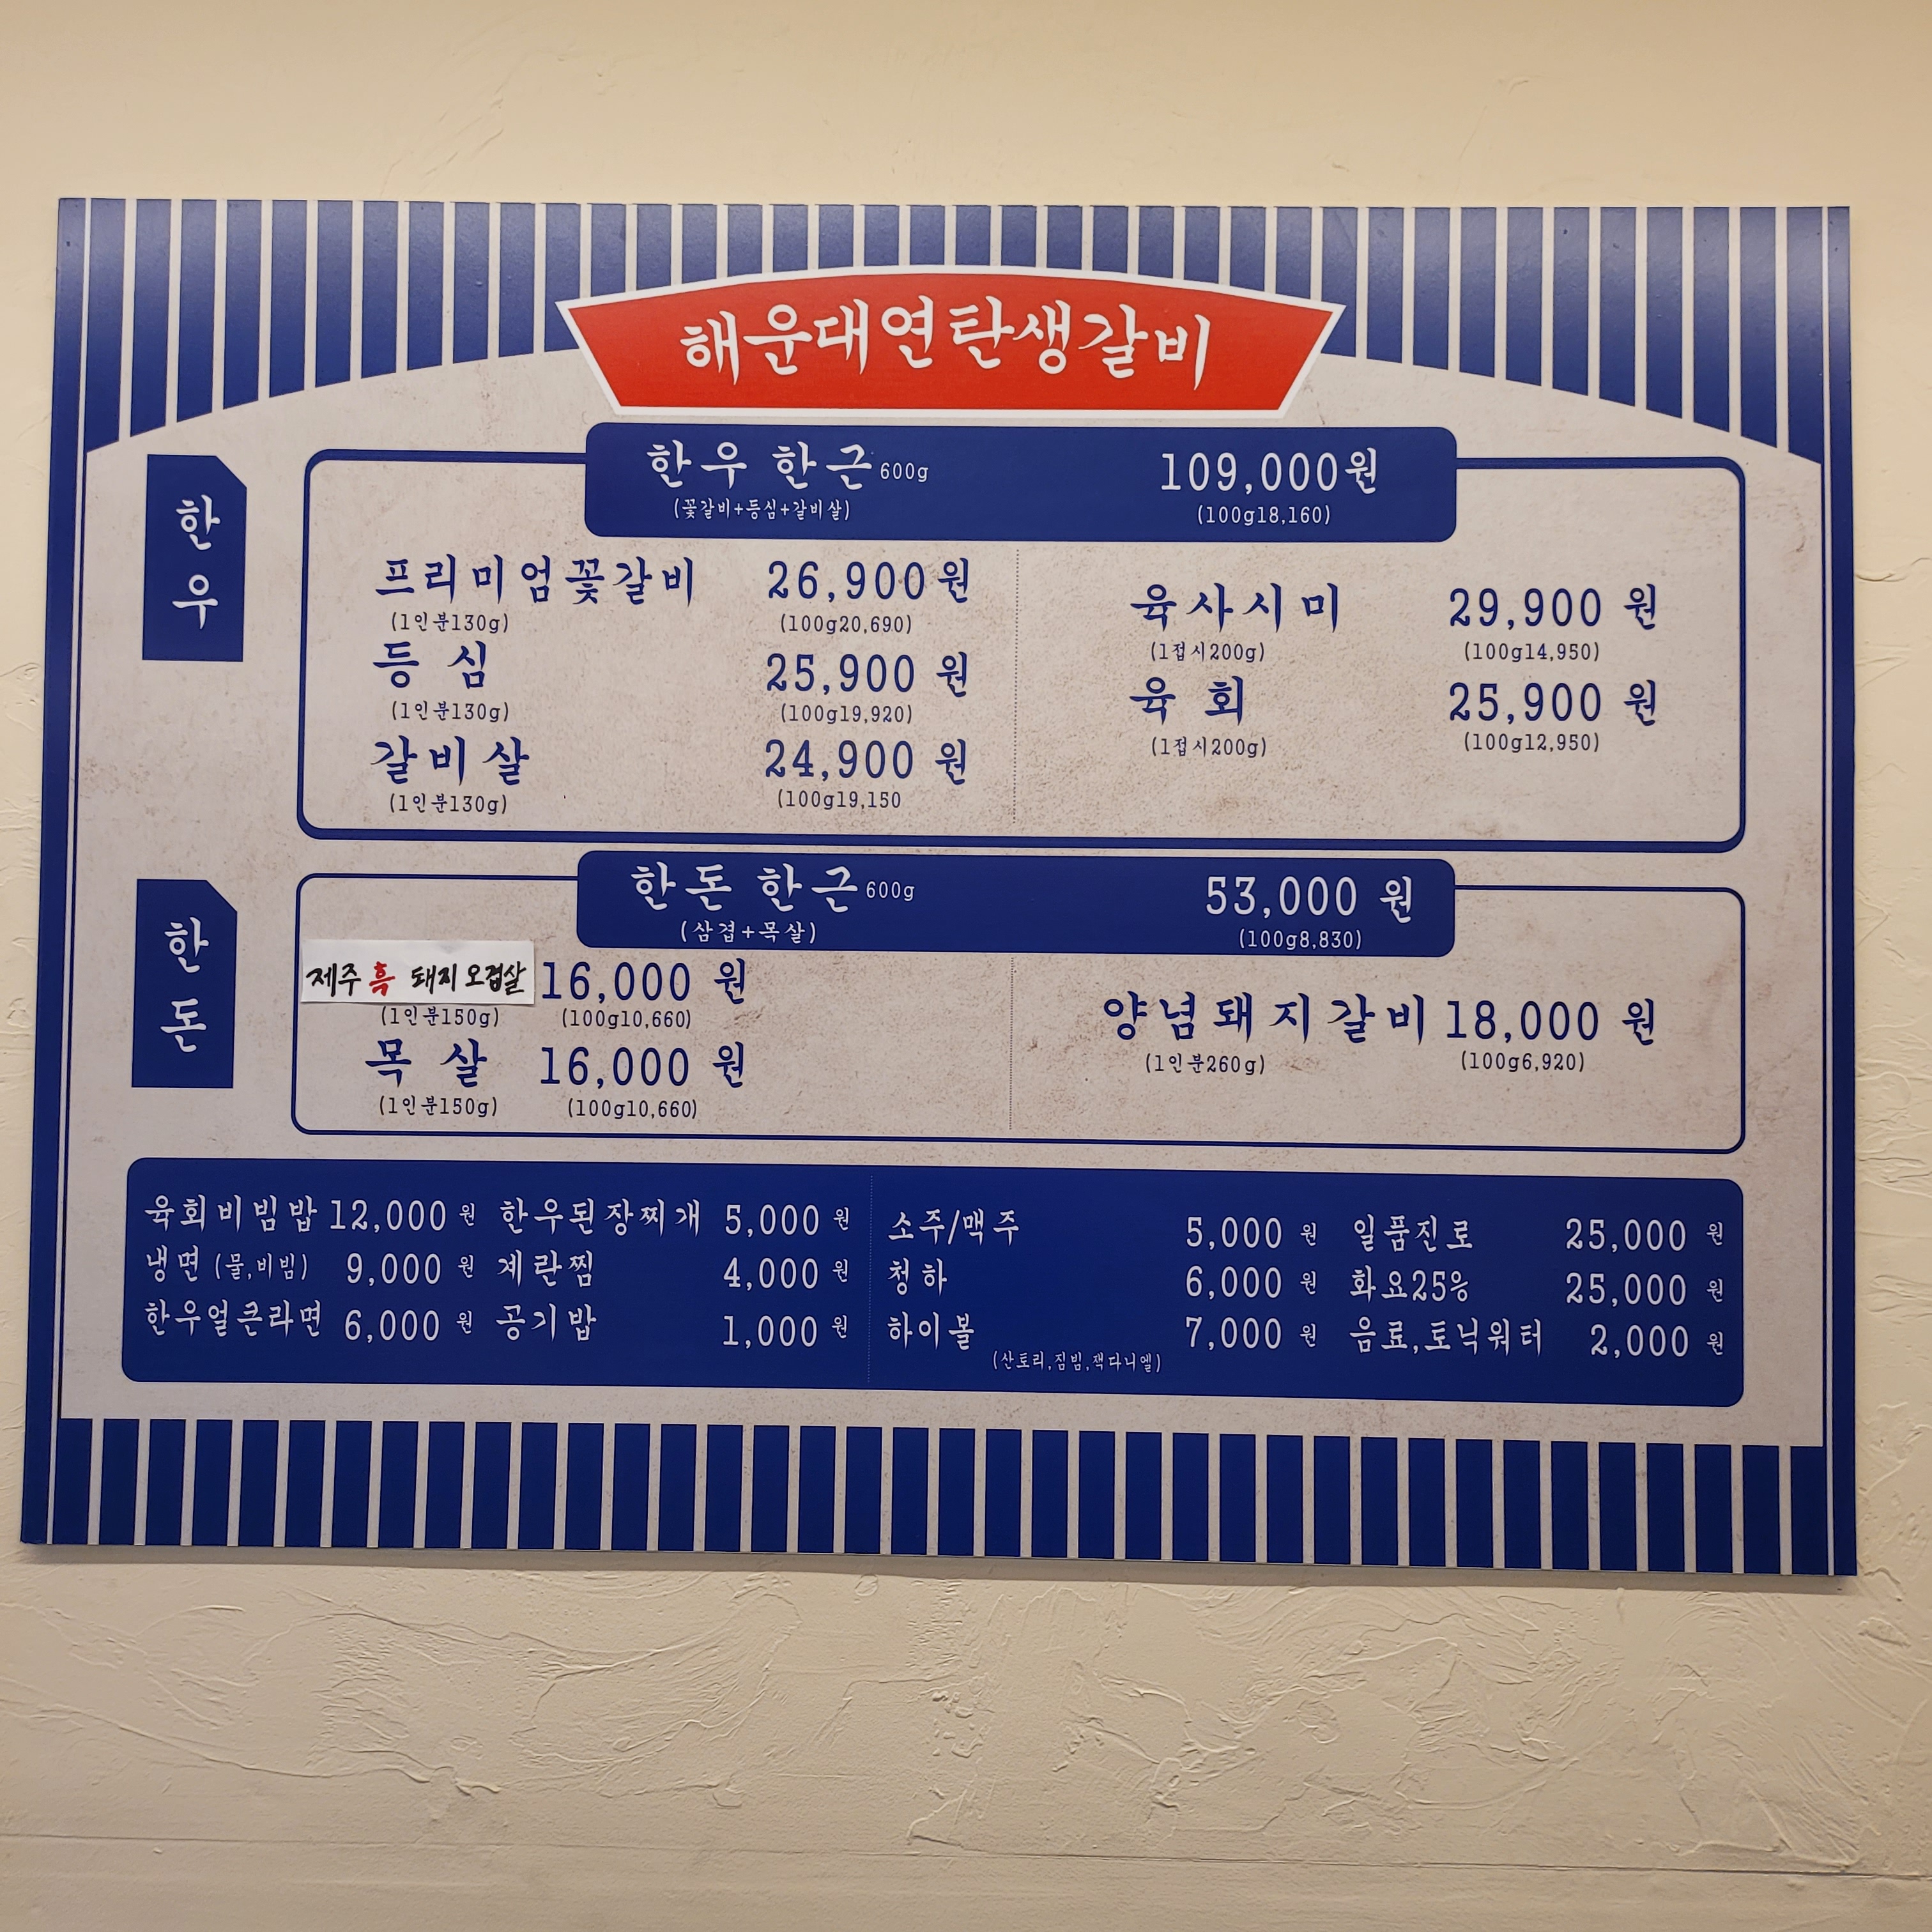 해운대연탄생갈비
한우
한우 한근 600g 109,000원
(꽃갈비+등심+갈비살) (100g18,160)
프리미엄꽃갈비 26,900원
(1인분130g) (100g20,690)
등심 25,900 원
(1인분130g) (100g19,920)
갈비살 24,900 원
(1인분130g) (100g19,150
육사시미 29,900 원
(1접시200g) (100g14,950)
육회 25,900 원
(1접시200g) (100g12,950)
한돈
한돈 한근 600g 53,000 원
(삼겹+목살) (100g8,830)
제주 흑 돼지 오겹살 16,000 원
(1인분150g) (100g10,660)
목살 16,000 원
(1인분150g) (100g10,660)
양념돼지갈비 18,000 원
(1인분260g) (100g6,920)
육회비빔밥 12,000 원 한우된장찌개 5,000 원
냉면 (물,비빔) 9,000 원 계란찜 4,000 원
한우얼큰라면 6,000 원 공기밥 1,000 원
소주/맥주 5,000 원 일품진로 25,000 원
청하 6,000 원 화요25% 25,000 원
하이볼 7,000 원 음료,토닉워터 2,000 원
(산토리,짐빔,잭다니엘)